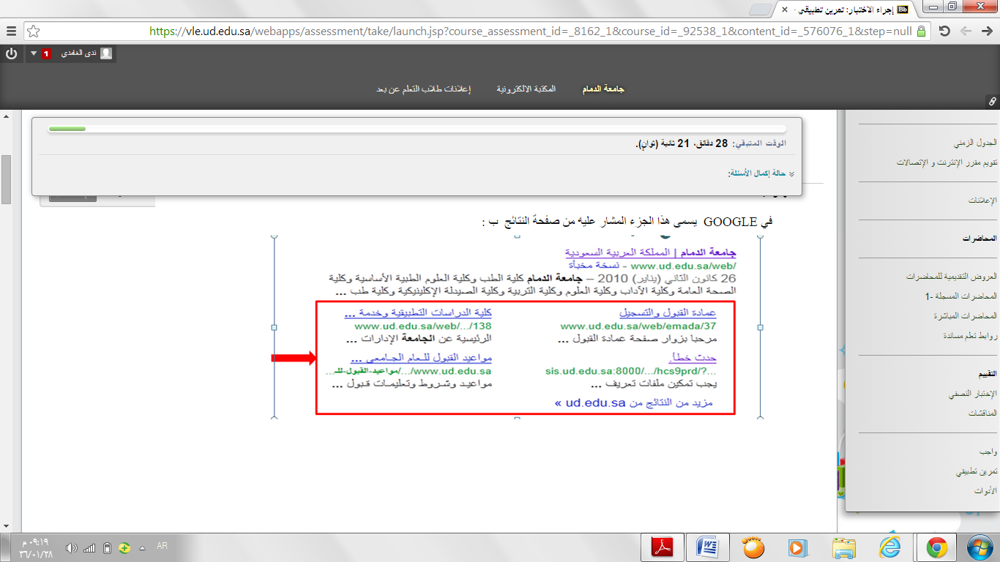 إجراء الاختبار: تمرين تطبيقي -
https://vle.ud.edu.sa/webapps/assessment/take/launch.jsp?course_assessment_id=_8162_1&course_id=_92538_1&content_id=_576076_1&step=null
ندى الغامدي 1
جامعة الدمام
المكتبة الالكترونية
إعلانات طلاب التعلم عن بعد
الوقت المتبقي: 28 دقائق، 21 ثانية (ثوانٍ).
حالة إكمال الأسئلة:
في GOOGLE يسمى هذا الجزء المشار عليه من صفحة النتائج ب :
جامعة الدمام | المملكة العربية السعودية
www.ud.edu.sa/web/ - نسخة مخبأة
26 كانون الثاني (يناير) 2010 – جامعة الدمام كلية الطب وكلية العلوم الطبية الأساسية وكلية
الصحة العامة وكلية الآداب وكلية العلوم وكلية التربية وكلية الصيدلة الإكلينيكية وكلية طب ...
عمادة القبول والتسجيل
www.ud.edu.sa/web/emada/37
مرحبا بزوار صفحة عمادة القبول ...
حدث خطأ.
sis.ud.edu.sa:8000/.../hcs9prd/?...
يجب تمكين ملفات تعريف ...
كلية الدراسات التطبيقية وخدمة ...
www.ud.edu.sa/web/.../138
الرئيسية عن الجامعة الإدارات ...
مواعيد القبول للعام الجامعي ...
www.ud.edu.sa/.../مواعيد-القبول-للـ...
مواعيد وشروط وتعليمات قبول ...
مزيد من النتائج من ud.edu.sa »
الجدول الزمني
تقويم مقرر الإنترنت و الإتصالات
الإعلانات
المحاضرات
العروض التقديمية للمحاضرات
المحاضرات المسجلة -1
المحاضرات المباشرة
روابط تعلم مساندة
التقييم
الإختبار النصفي
المناقشات
واجب
تمرين تطبيقي
الأدوات
AR
٠٩:١٩ م
٣٦/٠١/٢٨